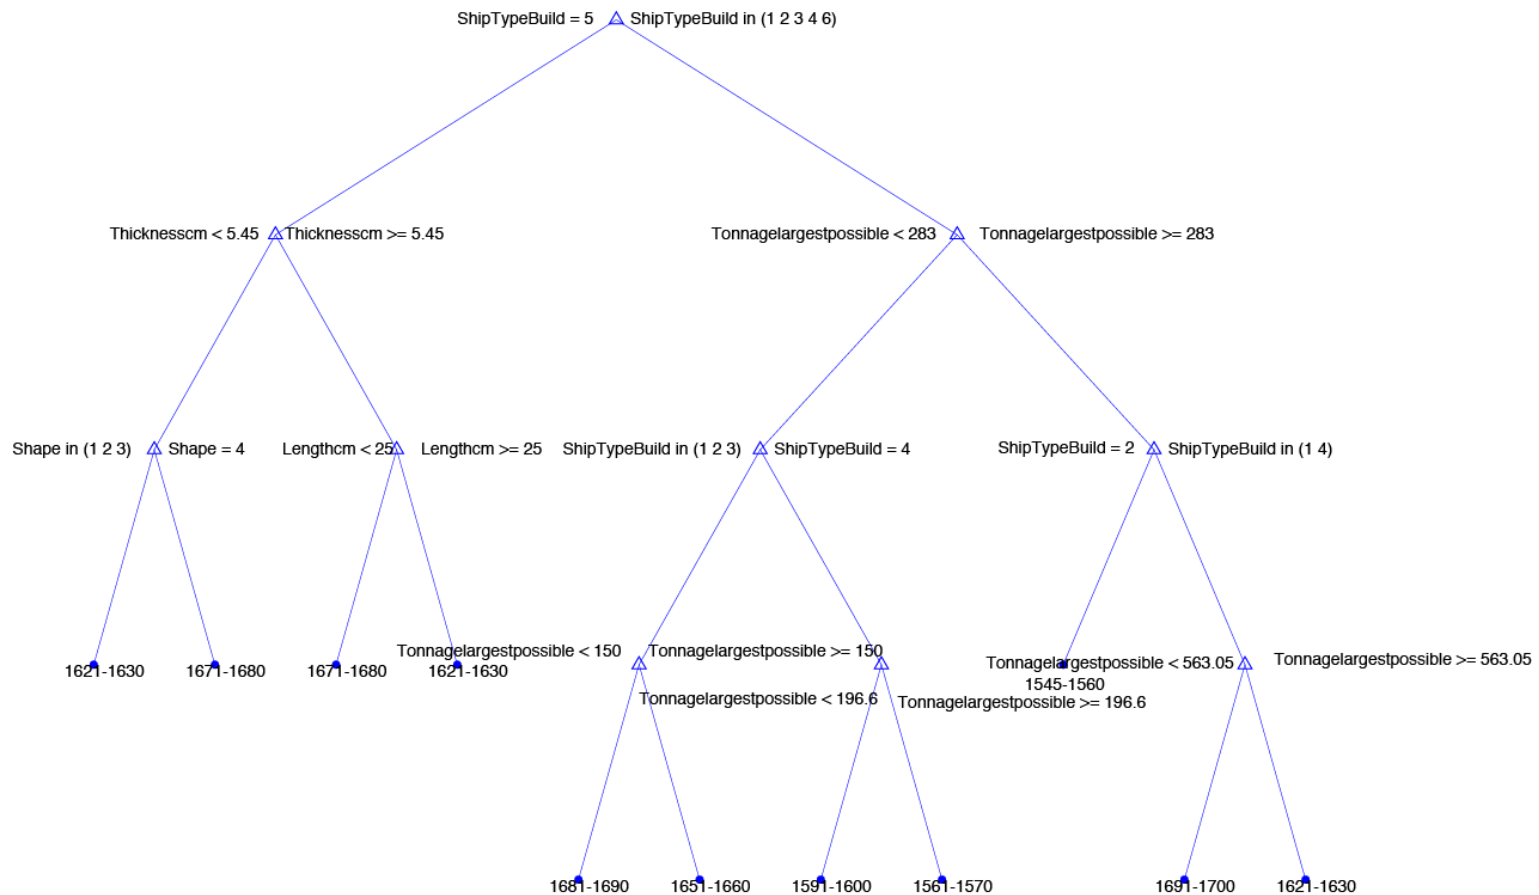 ShipTypeBuild = 5 ShipTypeBuild in (1 2 3 4 6)
Thicknesscm < 5.45 Thicknesscm >= 5.45 Tonnagelargestpossible < 283 Tonnagelargestpossible >= 283
Shape in (1 2 3) Shape = 4 Lengthcm < 25 Lengthcm >= 25 ShipTypeBuild in (1 2 3) ShipTypeBuild = 4 ShipTypeBuild = 2 ShipTypeBuild in (1 4)
Tonnagelargestpossible < 150 Tonnagelargestpossible >= 150 Tonnagelargestpossible < 563.05 Tonnagelargestpossible >= 563.05
1621-1630 1671-1680 1671-1680 1621-1630
1545-1560
Tonnagelargestpossible < 196.6 Tonnagelargestpossible >= 196.6
1681-1690 1651-1660 1591-1600 1561-1570 1691-1700 1621-1630